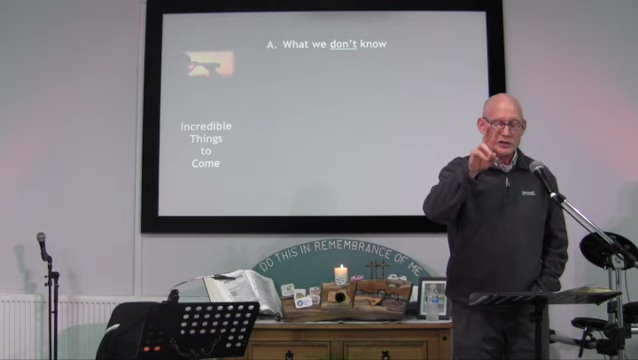 A. What we don't know
Incredible
Things
to
Come
DO THIS IN REMEMBRANCE OF ME